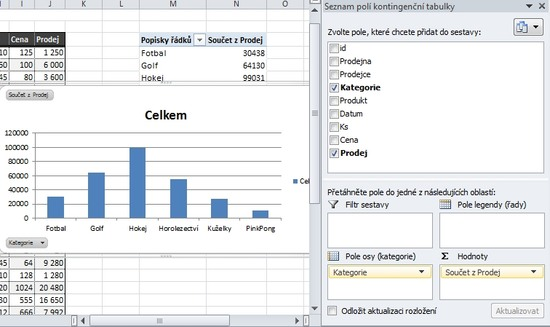 I J K L M N O
Cena Prodej
Popisky řádků Součet z Prodej
10 125 1 250
Fotbal 30438
50 100 6 000
Golf 64130
45 80 3 600
Hokej 99031
Součet z Prodej
Celkem
120000
100000
80000
60000
40000
20000
0
Fotbal Golf Hokej Horolezectví Kuželky PinkPong
Cel
Kategorie
45 64 9 280
10 128 1 280
20 1024 20 480
30 555 16 650
12 666 7 992
Seznam polí kontingenční tabulky
Zvolte pole, které chcete přidat do sestavy:
id
Prodejna
Prodejce
Kategorie
Produkt
Datum
Ks
Cena
Prodej
Přetáhněte pole do jedné z následujících oblastí:
Filtr sestavy
Pole legendy (řady)
Pole osy (kategorie)
Σ Hodnoty
Kategorie
Součet z Prodej
Odložit aktualizaci rozložení
Aktualizovat